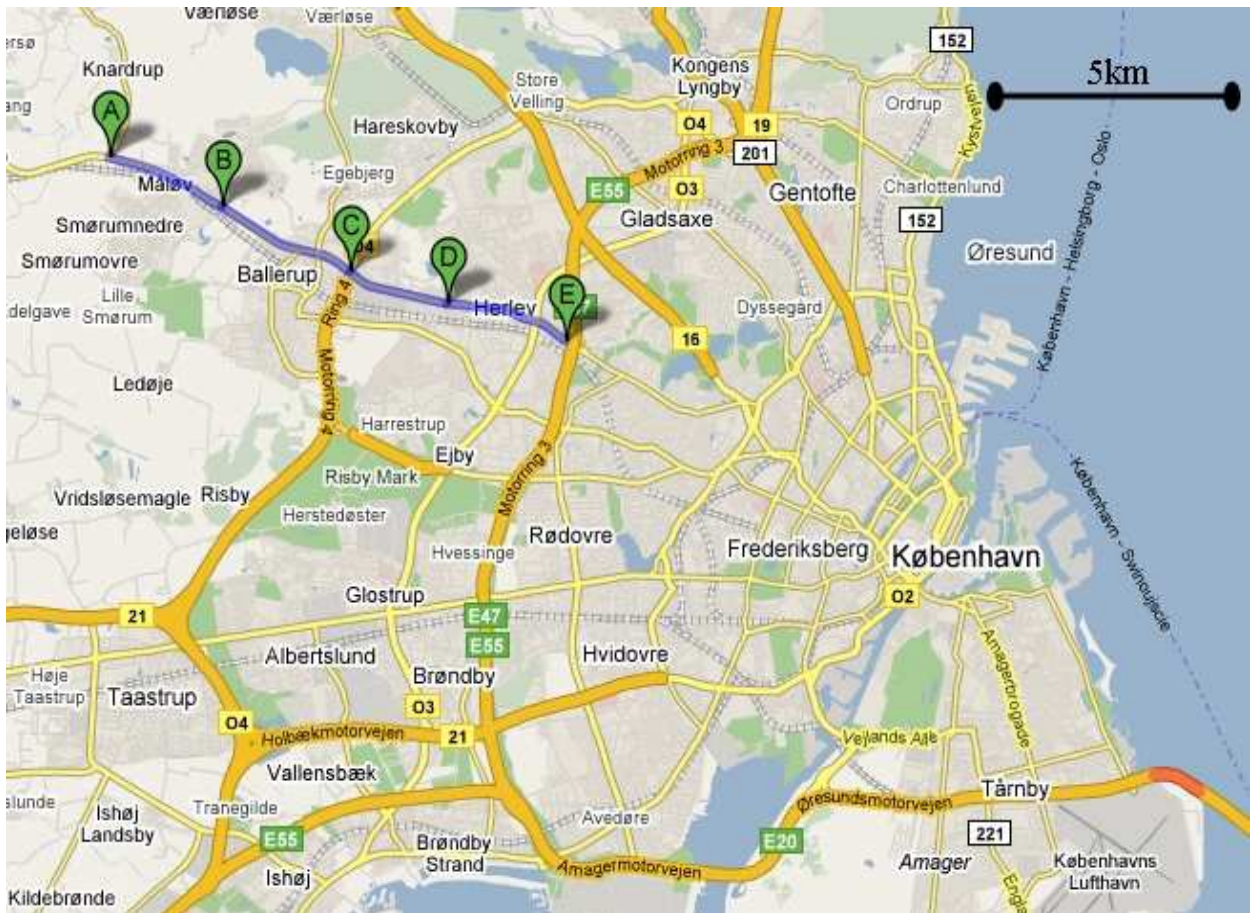 Værløse
Værløse
Knardrup
Kongens
Lyngby
152
5km
Store
Velling
Ordrup
Kystvejen
A
Hareskovby
O4
19
201
Motorring 3
B
Måløv
Egebjerg
E55
O3
Gentofte
Charlottenlund
København - Helsingborg - Oslo
Smørumnedre
C
Gladsaxe
152
Smørumovre
Ballerup
D
Øresund
Lille
Smørum
Ring 4
Herlev
E
Dyssegård
16
Motorring 4
Ledøje
Harrestrup
Ejby
Risby Mark
Motorring 3
Vridsløsemagle
Risby
Herstedøster
København - Swinoujscie
Rødovre
Hvessinge
Frederiksberg
København
Glostrup
O2
21
E47
E55
Albertslund
Hvidovre
Amagerbrogade
Høje
Taastrup
Taastrup
Brøndby
O3
O4
Holbækmotorvejen
21
Vejlands Alle
Vallensbæk
Tårnby
Øresundsmotorvejen
Tranegilde
Ishøj
Landsby
Avedøre
E55
Brøndby
Strand
E20
221
Ishøj
Amagermotorvejen
Amager
Københavns
Lufthavn
Kildebrønde